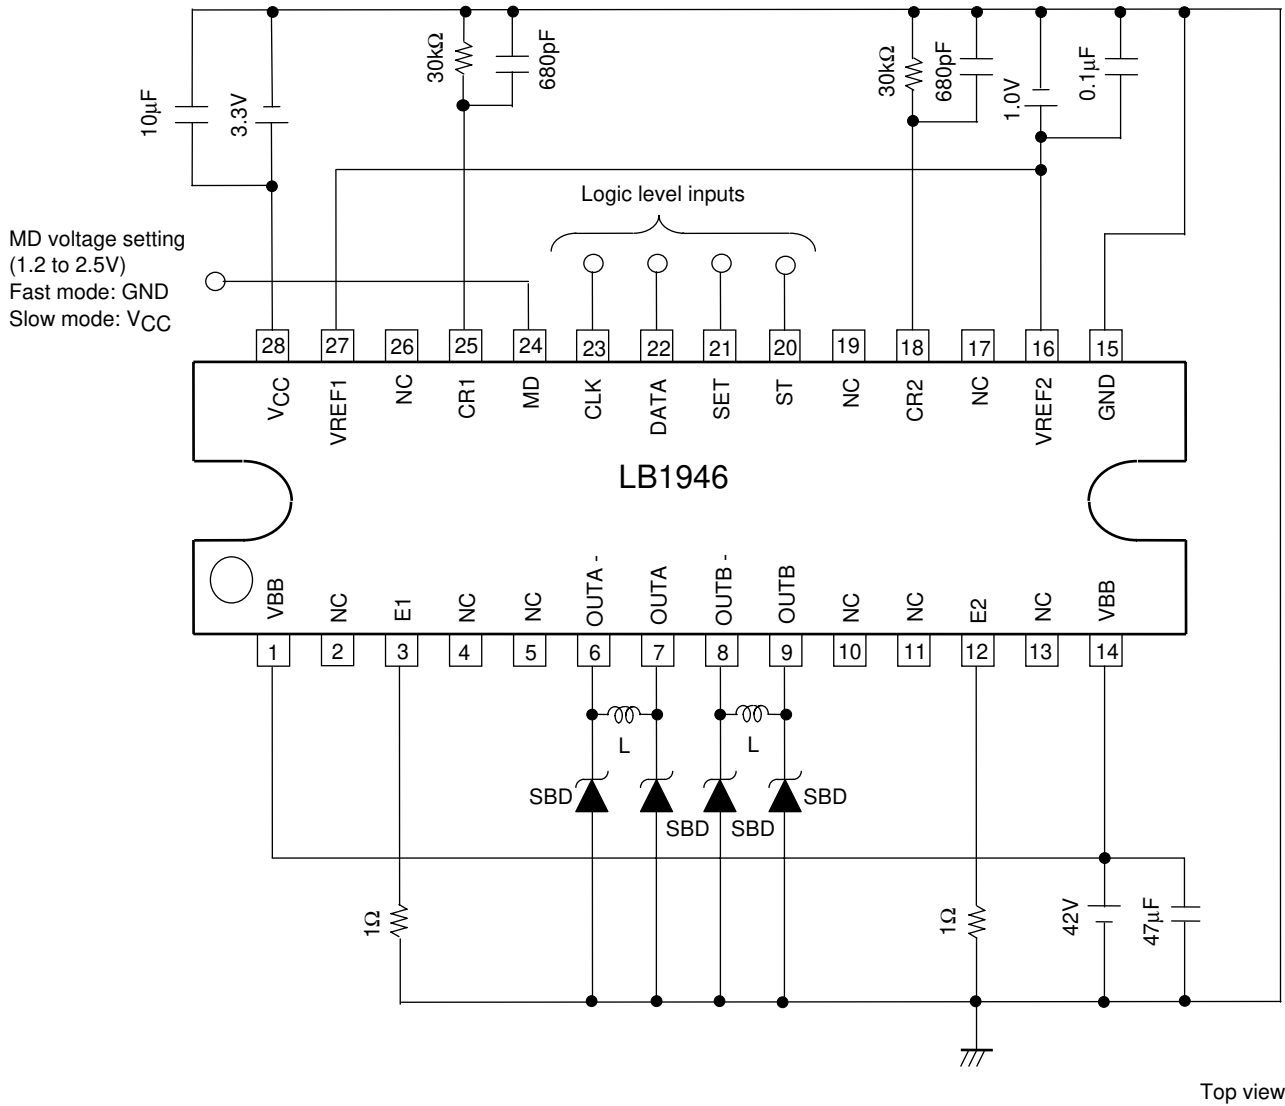 10µF
3.3V
30kΩ
680pF
30kΩ
680pF
1.0V
0.1µF
Logic level inputs
MD voltage setting
(1.2 to 2.5V)
Fast mode: GND
Slow mode: VCC
28 27 26 25 24 23 22 21 20 19 18 17 16 15
VCC
VREF1
NC
CR1
MD
CLK
DATA
SET
ST
NC
CR2
NC
VREF2
GND
LB1946
VBB
NC
E1
NC
NC
OUTA -
OUTA
OUTB -
OUTB
NC
NC
E2
NC
VBB
1 2 3 4 5 6 7 8 9 10 11 12 13 14
L
L
SBD
SBD
SBD
SBD
1Ω
1Ω
42V
47µF
Top view